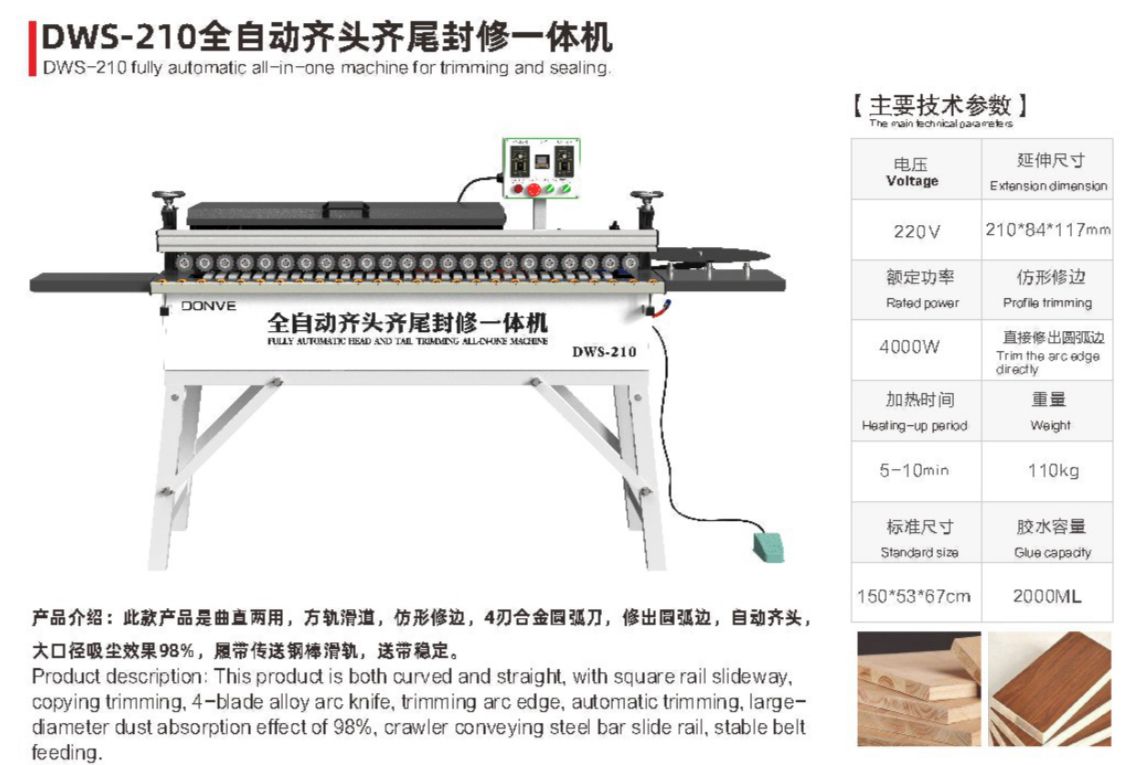 DWS-210全自动齐头齐尾封修一体机
DWS-210 fully automatic all-in-one machine for trimming and sealing.
DONVE
全自动齐头齐尾封修一体机
FULLY AUTOMATIC HEAD AND TAIL TRIMMING ALL-IN-ONE MACHINE
DWS-210
【主要技术参数】
The main technical parameters
电压 延伸尺寸
Voltage Extension dimension
220V 210*84*117mm
额定功率 仿形修边
Rated power Profile trimming
4000W 直接修出圆弧边
Trim the arc edge
directly
加热时间 重量
Heating-up period Weight
5-10min 110kg
标准尺寸 胶水容量
Standard size Glue capacity
150*53*67cm 2000ML
产品介绍：此款产品是曲直两用，方轨滑道，仿形修边，4刃合金圆弧刀，修出圆弧边，自动齐头，
大口径吸尘效果98%，履带传送钢棒滑轨，送带稳定。
Product description: This product is both curved and straight, with square rail slideway,
copying trimming, 4-blade alloy arc knife, trimming arc edge, automatic trimming, large-
diameter dust absorption effect of 98%, crawler conveying steel bar slide rail, stable belt
feeding.